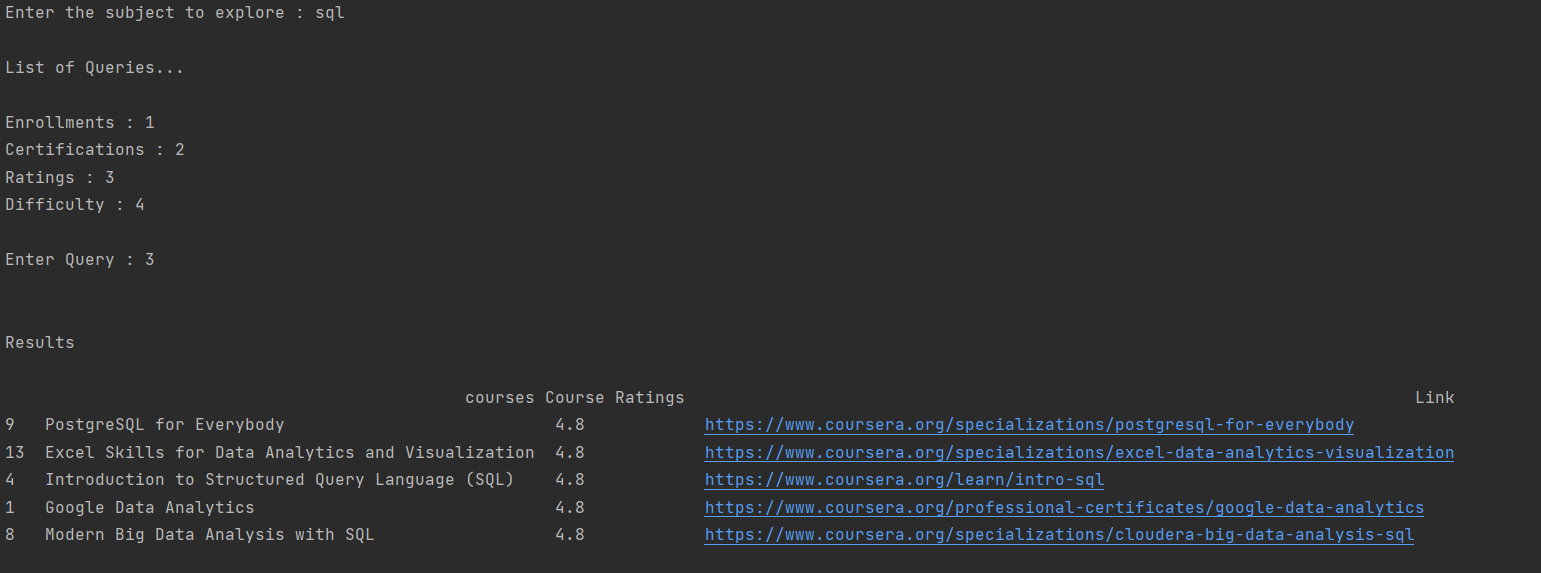 Enter the subject to explore : sql
List of Queries...
Enrollments : 1
Certifications : 2
Ratings : 3
Difficulty : 4
Enter Query : 3
Results
courses Course Ratings Link
9 PostgreSQL for Everybody 4.8 https://www.coursera.org/specializations/postgresql-for-everybody
13 Excel Skills for Data Analytics and Visualization 4.8 https://www.coursera.org/specializations/excel-data-analytics-visualization
4 Introduction to Structured Query Language (SQL) 4.8 https://www.coursera.org/learn/intro-sql
1 Google Data Analytics 4.8 https://www.coursera.org/professional-certificates/google-data-analytics
8 Modern Big Data Analysis with SQL 4.8 https://www.coursera.org/specializations/cloudera-big-data-analysis-sql